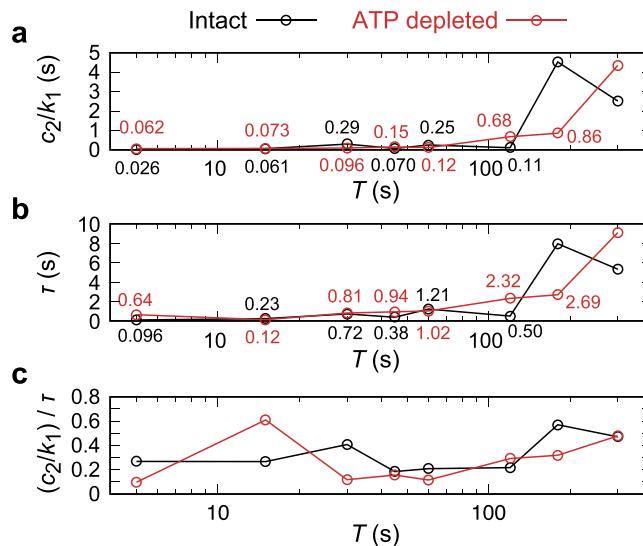 Intact ATP depleted
a
c2/k1 (s)
5
4
3
2
1
0
0.062 0.073 0.29 0.15 0.25 0.68 0.86
0.026 0.061 0.096 0.070 0.12 0.11
10 100
T (s)
b
τ (s)
10
8
6
4
2
0
0.64 0.23 0.81 0.94 1.21 2.32 2.69
0.096 0.12 0.72 0.38 1.02 0.50
10 100
T (s)
c
(c2/k1) / τ
0.8
0.6
0.4
0.2
0
10 100
T (s)